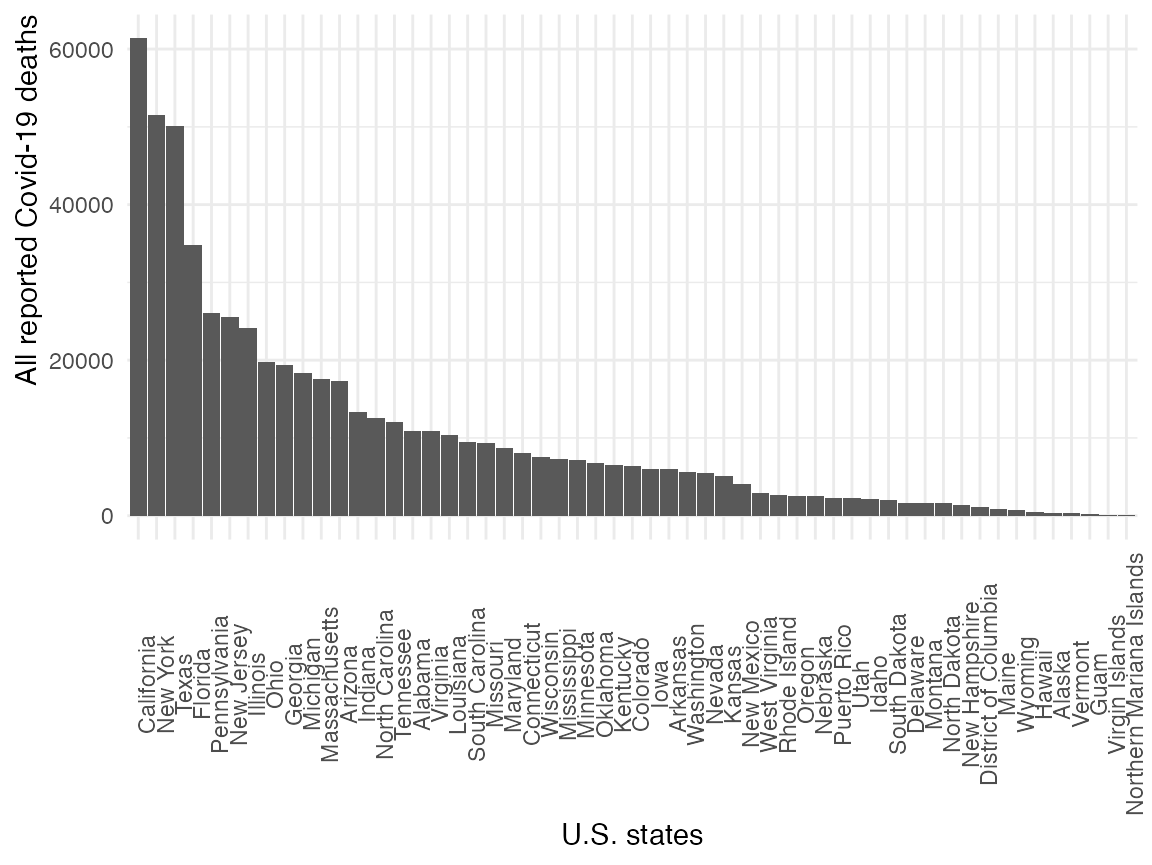 All reported Covid-19 deaths
60000
40000
20000
0
California
New York
Texas
Florida
Pennsylvania
New Jersey
Illinois
Ohio
Georgia
Michigan
Massachusetts
Arizona
Indiana
North Carolina
Tennessee
Alabama
Virginia
Louisiana
South Carolina
Missouri
Maryland
Connecticut
Wisconsin
Mississippi
Minnesota
Oklahoma
Kentucky
Colorado
Iowa
Arkansas
Washington
Nevada
Kansas
New Mexico
West Virginia
Rhode Island
Oregon
Nebraska
Puerto Rico
Utah
Idaho
South Dakota
Delaware
Montana
North Dakota
New Hampshire
District of Columbia
Maine
Wyoming
Hawaii
Alaska
Vermont
Guam
Virgin Islands
Northern Mariana Islands
U.S. states